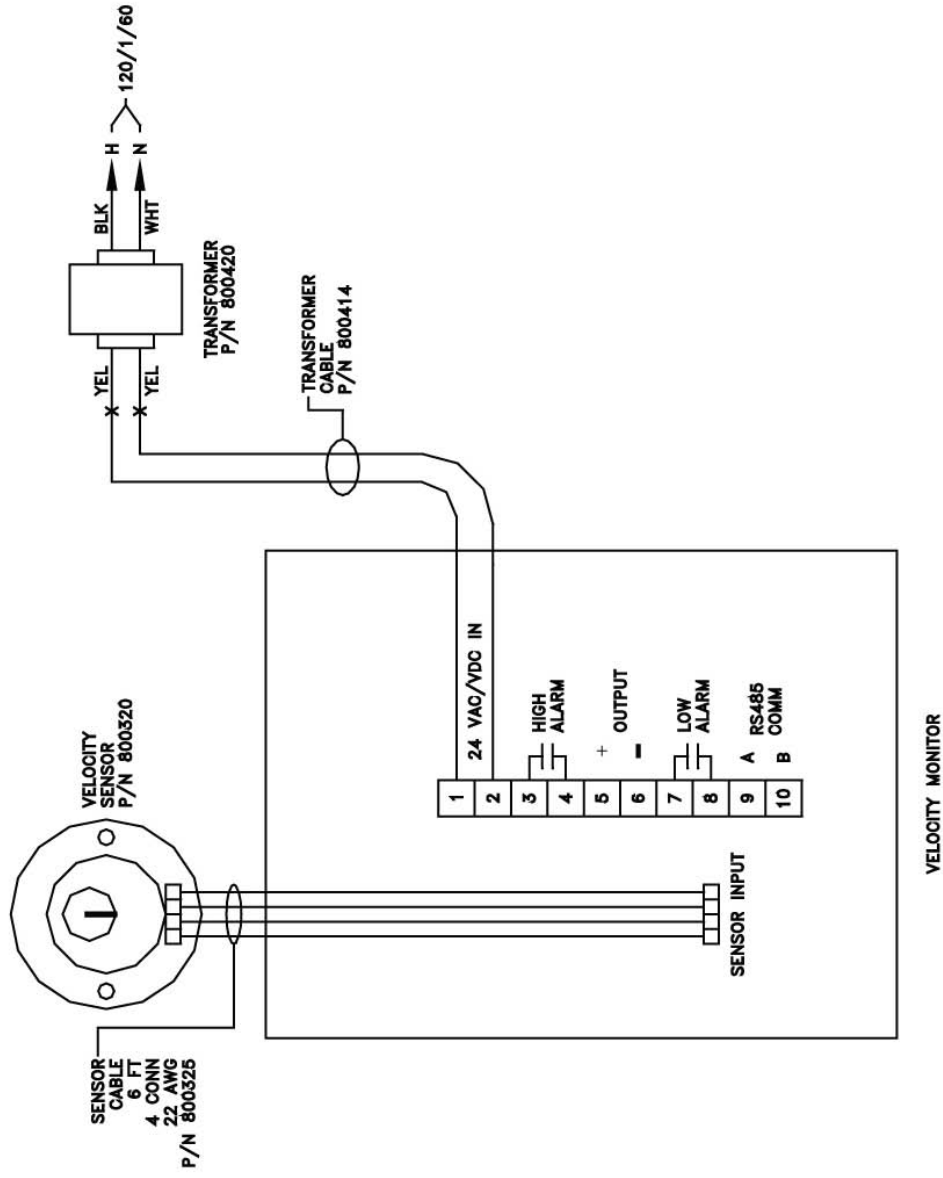 SENSOR
CABLE
6 FT
4 CONN
22 AWG
P/N 800325
VELOCITY
SENSOR
P/N 800320
YEL
YEL
BLK
WHT
H
N
120/1/60
TRANSFORMER
P/N 800420
TRANSFORMER
CABLE
P/N 800414
SENSOR INPUT
1
2
3
4
5
6
7
8
9
10
24 VAC/VDC IN
HIGH
ALARM
+
-
OUTPUT
LOW
ALARM
A
B
RS485
COMM
VELOCITY MONITOR